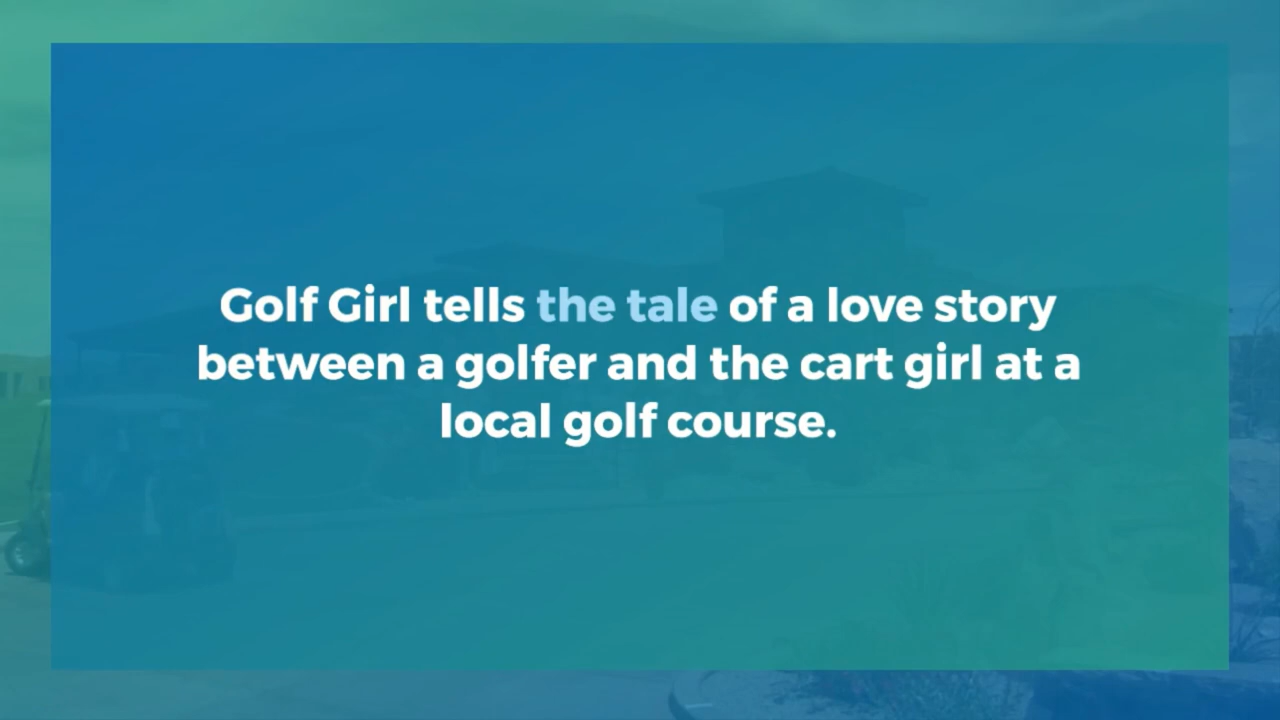 Golf Girl tells the tale of a love story
between a golfer and the cart girl at a
local golf course.